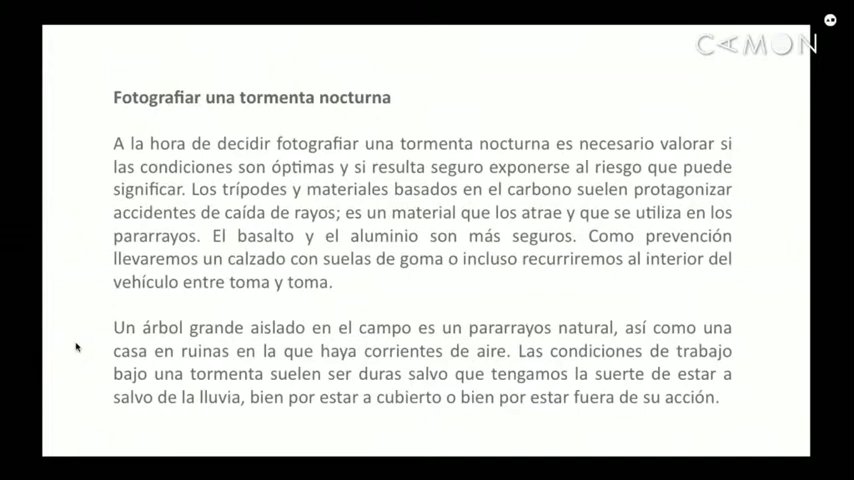 CAMON
Fotografiar una tormenta nocturna
A la hora de decidir fotografiar una tormenta nocturna es necesario valorar si
las condiciones son óptimas y si resulta seguro exponerse al riesgo que puede
significar. Los trípodes y materiales basados en el carbono suelen protagonizar
accidentes de caída de rayos; es un material que los atrae y que se utiliza en los
pararrayos. El basalto y el aluminio son más seguros. Como prevención
llevaremos un calzado con suelas de goma o incluso recurriremos al interior del
vehículo entre toma y toma.
Un árbol grande aislado en el campo es un pararrayos natural, así como una
casa en ruinas en la que haya corrientes de aire. Las condiciones de trabajo
bajo una tormenta suelen ser duras salvo que tengamos la suerte de estar a
salvo de la lluvia, bien por estar a cubierto o bien por estar fuera de su acción.